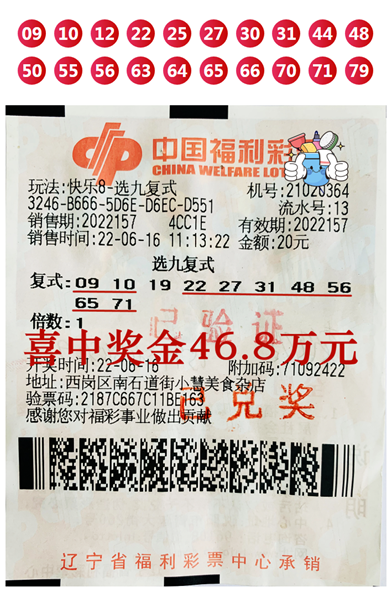 09 10 12 22 25 27 30 31 44 48
50 55 56 63 64 65 66 70 71 79
中国福利彩
CHINA WELFARE LOT
玩法:快乐8-选九复式
机号:21020364
3246-B666-5D6E-D6EC-D551
流水号:13
销售期:2022157 4CC1E
有效期:2022157
销售时间:22-06-16 11:13:22
金额:20元
选九复式
复式:09 10 19 22 27 31 48 56
65 71
倍数:1
已验证
喜中奖金46.8万元
开奖时间:22-06-16
附加码:71092422
地址:西岗区南石道街小慧美食杂店
验票码:2187C667C11BE163
已兑奖
感谢您对福彩事业做出贡献
辽宁省福利彩票中心承销